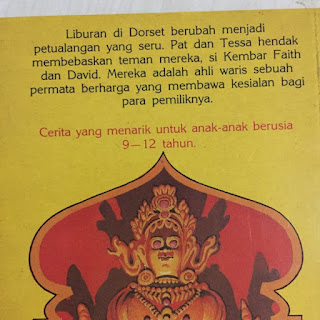 Liburan di Dorset berubah menjadi
petualangan yang seru. Pat dan Tessa hendak
membebaskan teman mereka, si Kembar Faith
dan David. Mereka adalah ahli waris sebuah
permata berharga yang membawa kesialan bagi
para pemiliknya.
Cerita yang menarik untuk anak-anak berusia
9—12 tahun.